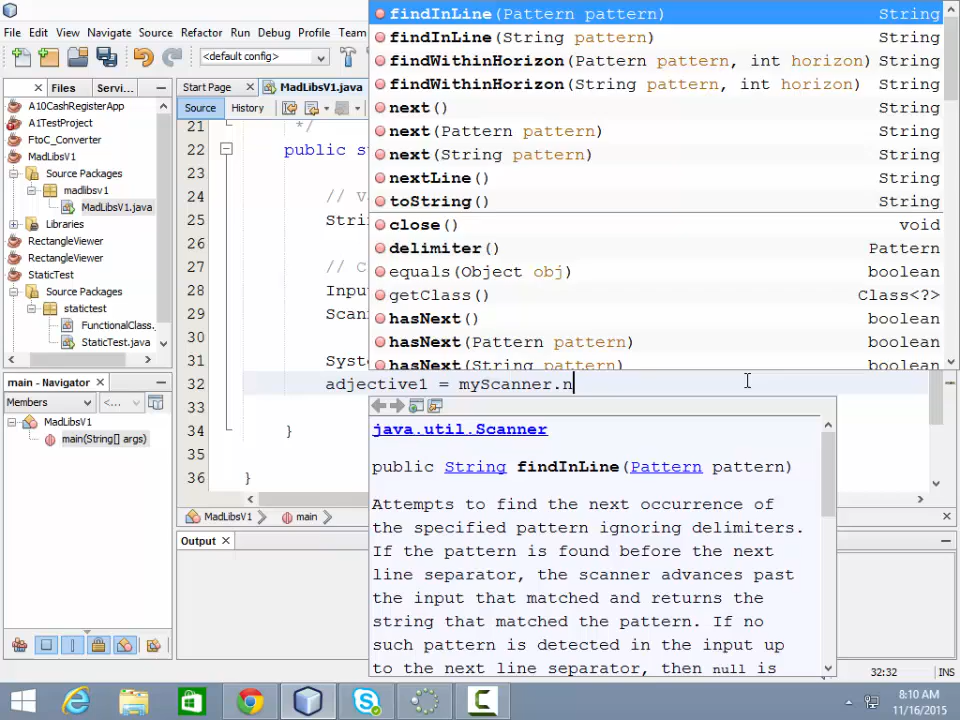 findInLine(Pattern pattern) String
File Edit View Navigate Source Refactor Run Debug Profile Team
findInLine(String pattern) String
<default config>
findWithinHorizon(Pattern pattern, int horizon) String
Files Servi...
Start Page MadLibsV1.java
findWithinHorizon(String pattern, int horizon) String
A10CashRegisterApp
Source History
next() String
A1TestProject
21 */
next(Pattern pattern) String
FtoC_Converter
22 public s
next(String pattern) String
MadLibsV1
23
Source Packages
nextLine() String
madlibsv1
24 // V
toString() String
MadLibsV1.java
25 Stri
close() void
Libraries
26
delimiter() Pattern
RectangleViewer
27 // C
equals(Object obj) boolean
RectangleViewer
28 Inpu
getClass() Class<?>
StaticTest
29 Scan
hasNext() boolean
Source Packages
30
hasNext(Pattern pattern) boolean
statictest
31 Syst
hasNext(String pattern) boolean
FunctionalClass.
StaticTest.java
32 adjective1 = myScanner.n
main - Navigator
33
Members <...>
34 }
java.util.Scanner
MadLibsV1
35
main(String[] args)
36 }
public String findInLine(Pattern pattern)
MadLibsV1 main
Output
Attempts to find the next occurrence of
the specified pattern ignoring delimiters.
If the pattern is found before the next
line separator, the scanner advances past
the input that matched and returns the
string that matched the pattern. If no
such pattern is detected in the input up
to the next line separator, then null is
32:32 INS
8:10 AM
11/16/2015